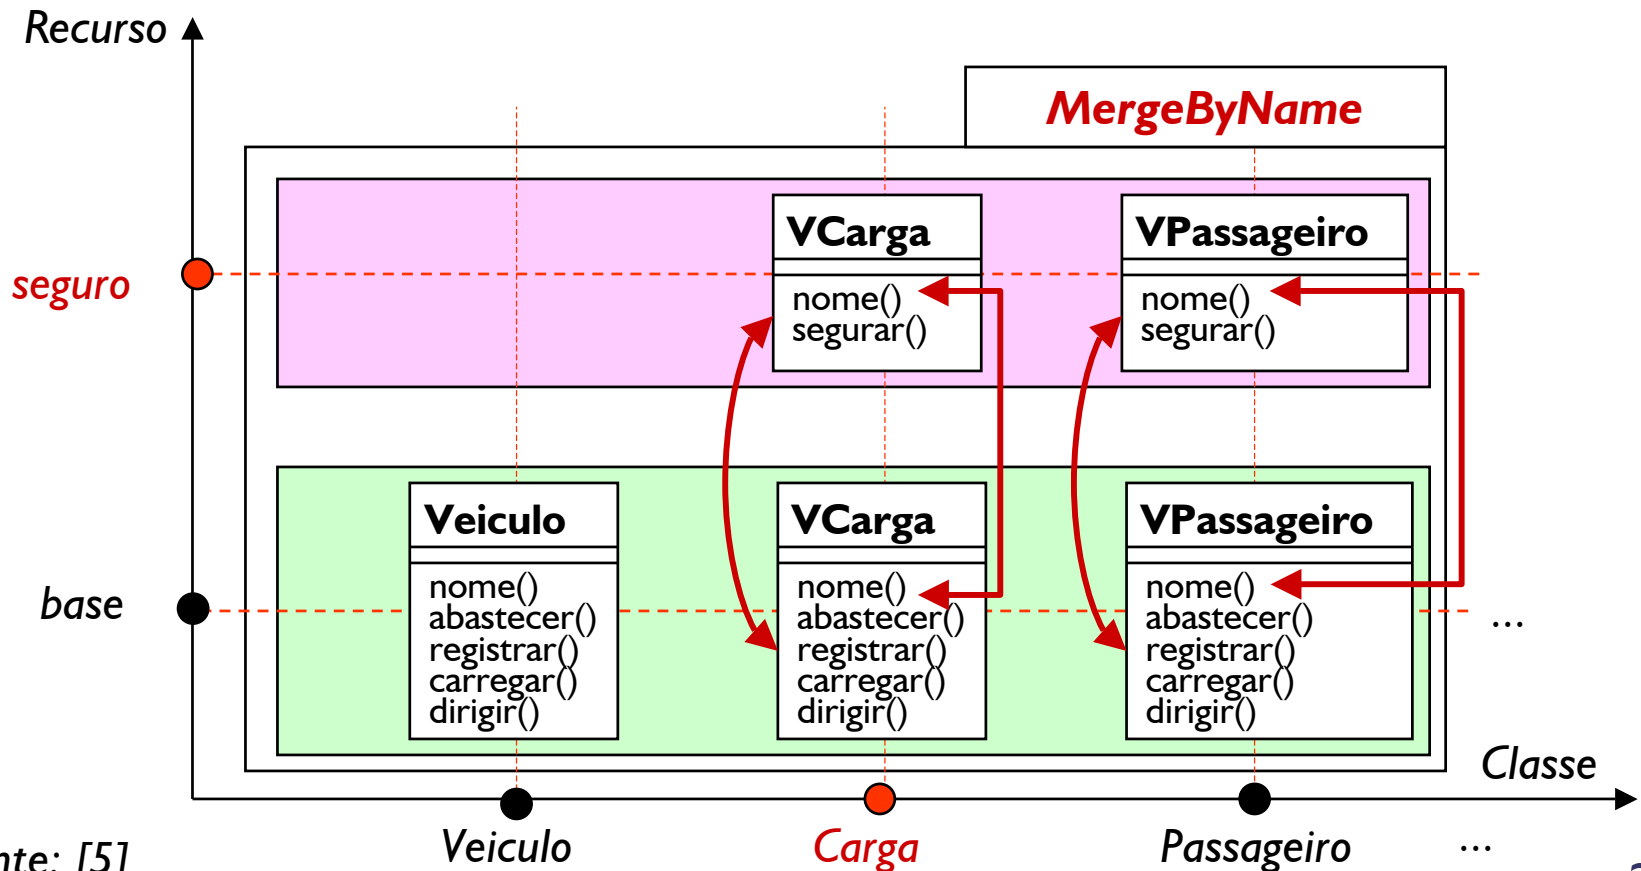 Recurso
MergeByName
VCarga
VPassageiro
seguro
nome()
segurar()
nome()
segurar()
Veiculo
VCarga
VPassageiro
base
nome()
abastecer()
registrar()
carregar()
dirigir()
nome()
abastecer()
registrar()
carregar()
dirigir()
nome()
abastecer()
registrar()
carregar()
dirigir()
...
Classe
Veiculo
Carga
Passageiro
...
[5]